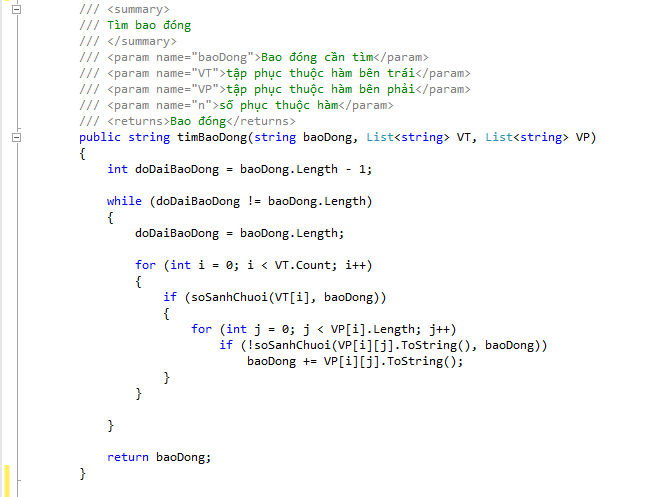 /// <summary>
/// Tìm bao đóng
/// </summary>
/// <param name="baoDong">Bao đóng cần tìm</param>
/// <param name="VT">tập phục thuộc hàm bên trái</param>
/// <param name="VP">tập phục thuộc hàm bên phải</param>
/// <param name="n">số phục thuộc hàm</param>
/// <returns>Bao đóng</returns>
public string timBaoDong(string baoDong, List<string> VT, List<string> VP)
{
    int doDaiBaoDong = baoDong.Length - 1;

    while (doDaiBaoDong != baoDong.Length)
    {
        doDaiBaoDong = baoDong.Length;

        for (int i = 0; i < VT.Count; i++)
        {
            if (soSanhChuoi(VT[i], baoDong))
            {
                for (int j = 0; j < VP[i].Length; j++)
                    if (!soSanhChuoi(VP[i][j].ToString(), baoDong))
                        baoDong += VP[i][j].ToString();
            }
        }

    }

    return baoDong;
}